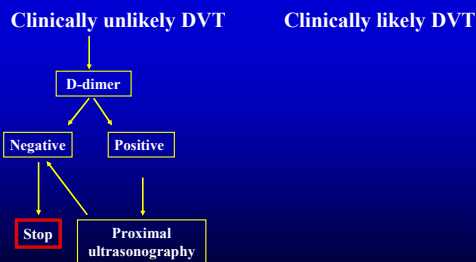 Clinically unlikely DVT
Clinically likely DVT
D-dimer
Negative
Positive
Stop
Proximal
ultrasonography